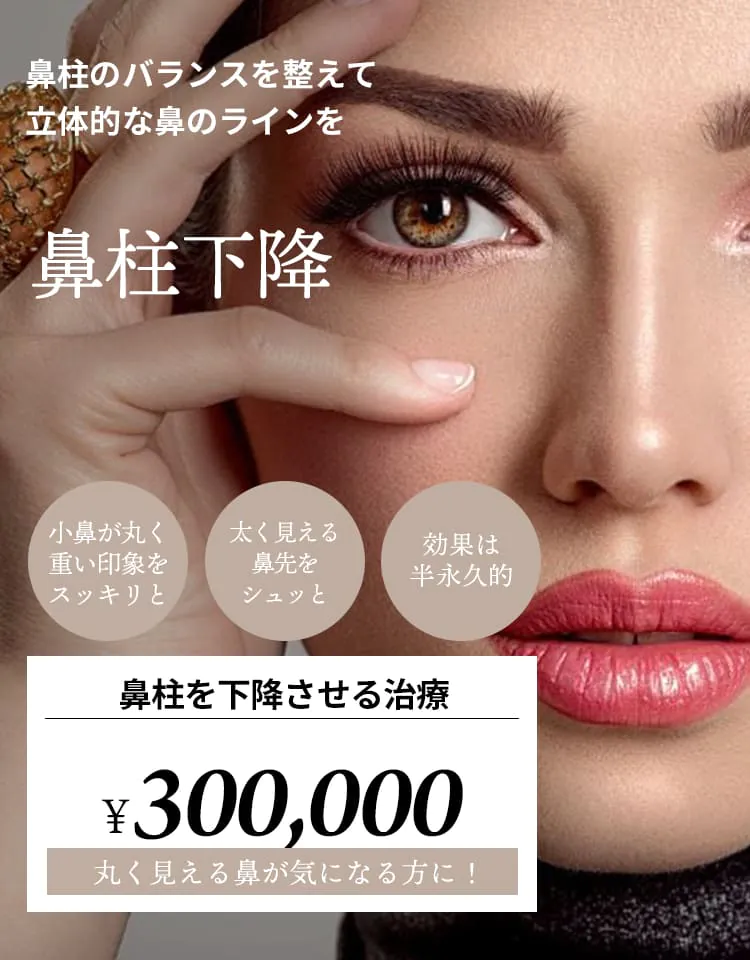 鼻柱のバランスを整えて
立体的な鼻のラインを
鼻柱下降
小鼻が丸く
重い印象を
スッキリと
太く見える
鼻先を
シュッと
効果は
半永久的
鼻柱を下降させる治療
¥300,000
丸く見える鼻が気になる方に！